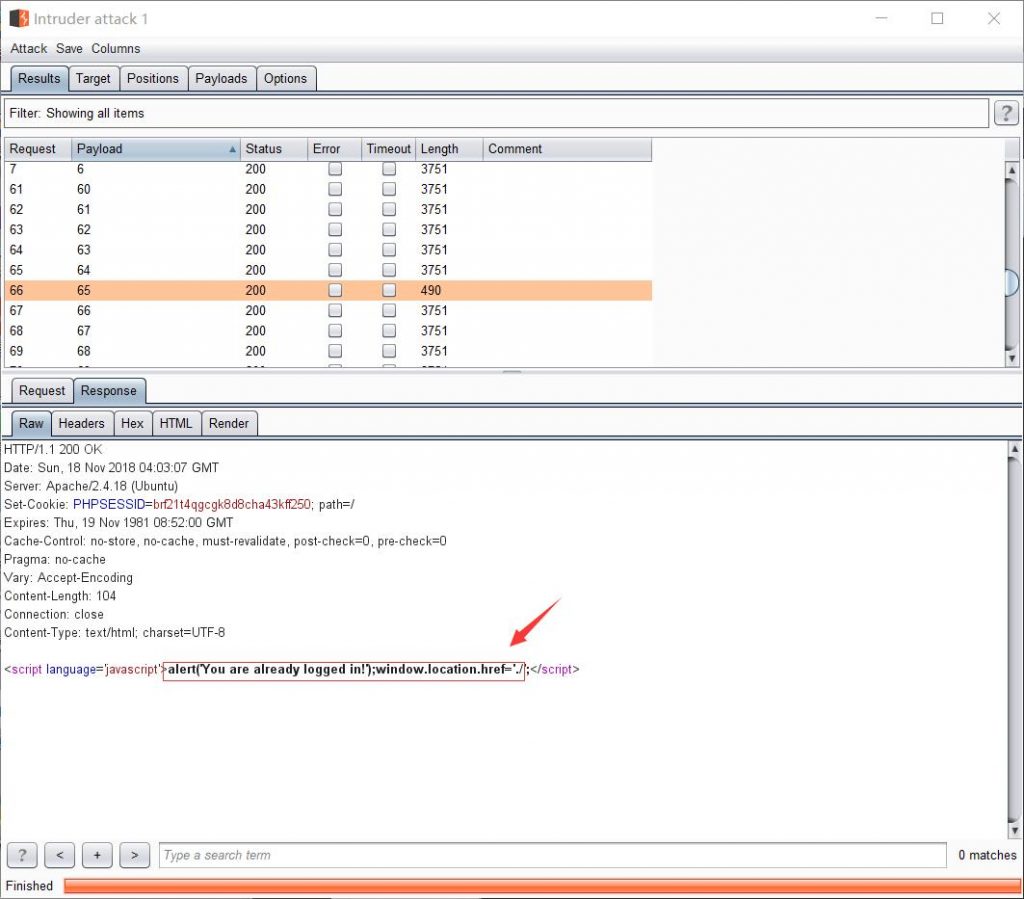 Intruder attack 1
Attack Save Columns
Results Target Positions Payloads Options
Filter: Showing all items ?
Request Payload Status Error Timeout Length Comment
7 6 200 3751
61 60 200 3751
62 61 200 3751
63 62 200 3751
64 63 200 3751
65 64 200 3751
66 65 200 490
67 66 200 3751
68 67 200 3751
69 68 200 3751
Request Response
Raw Headers Hex HTML Render
HTTP/1.1 200 OK
Date: Sun, 18 Nov 2018 04:03:07 GMT
Server: Apache/2.4.18 (Ubuntu)
Set-Cookie: PHPSESSID=brf21t4qgcgk8d8cha43kff250; path=/
Expires: Thu, 19 Nov 1981 08:52:00 GMT
Cache-Control: no-store, no-cache, must-revalidate, post-check=0, pre-check=0
Pragma: no-cache
Vary: Accept-Encoding
Content-Length: 104
Connection: close
Content-Type: text/html; charset=UTF-8
<script language='javascript'>alert('You are already logged in!');window.location.href='./';</script>
? < + > Type a search term 0 matches
Finished